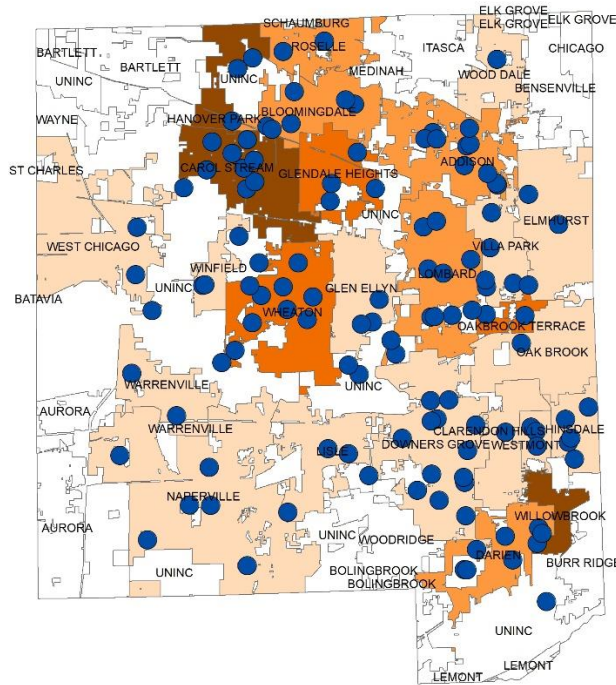 ELK GROVE
SCHAUMBURG
ELK GROVE
ELK GROVE
ROSELLE
BARTLETT
ITASCA
CHICAGO
BARTLETT
MEDINAH
UNINC
UNINC
WOOD DALE
BENSENVILLE
WAYNE
HANOVER PARK
BLOOMINGDALE
ADDISON
ST CHARLES
CAROL STREAM
GLENDALE HEIGHTS
UNINC
ELMHURST
WEST CHICAGO
VILLA PARK
WINFIELD
LOMBARD
UNINC
GLEN ELLYN
BATAVIA
WHEATON
OAKBROOK TERRACE
OAK BROOK
UNINC
WARRENVILLE
AURORA
WARRENVILLE
CLARENDON HILLS
HINSDALE
DOWNERS GROVE
WESTMONT
LISLE
NAPERVILLE
WILLOWBROOK
AURORA
UNINC
WOODRIDGE
DARIEN
BURR RIDGE
UNINC
BOLINGBROOK
BOLINGBROOK
UNINC
LEMONT
LEMONT